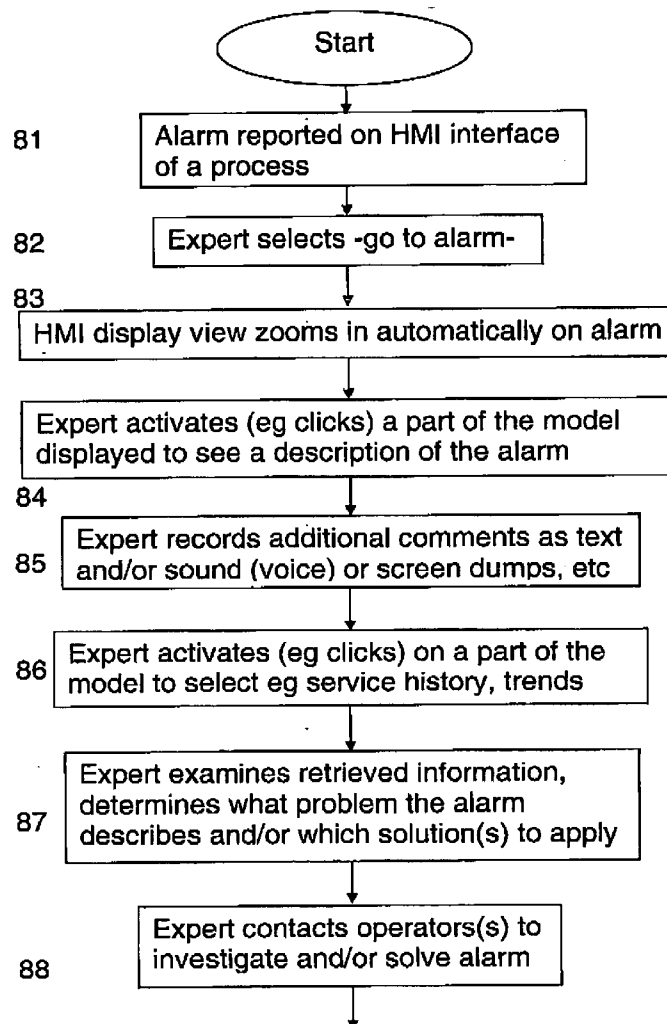 Start
81
Alarm reported on HMI interface
of a process
82
Expert selects -go to alarm-
83
HMI display view zooms in automatically on alarm
Expert activates (eg clicks) a part of the model
displayed to see a description of the alarm
84
Expert records additional comments as text
85
and/or sound (voice) or screen dumps, etc
86
Expert activates (eg clicks) on a part of the
model to select eg service history, trends
Expert examines retrieved information,
determines what problem the alarm
87
describes and/or which solution(s) to apply
Expert contacts operators(s) to
investigate and/or solve alarm
88